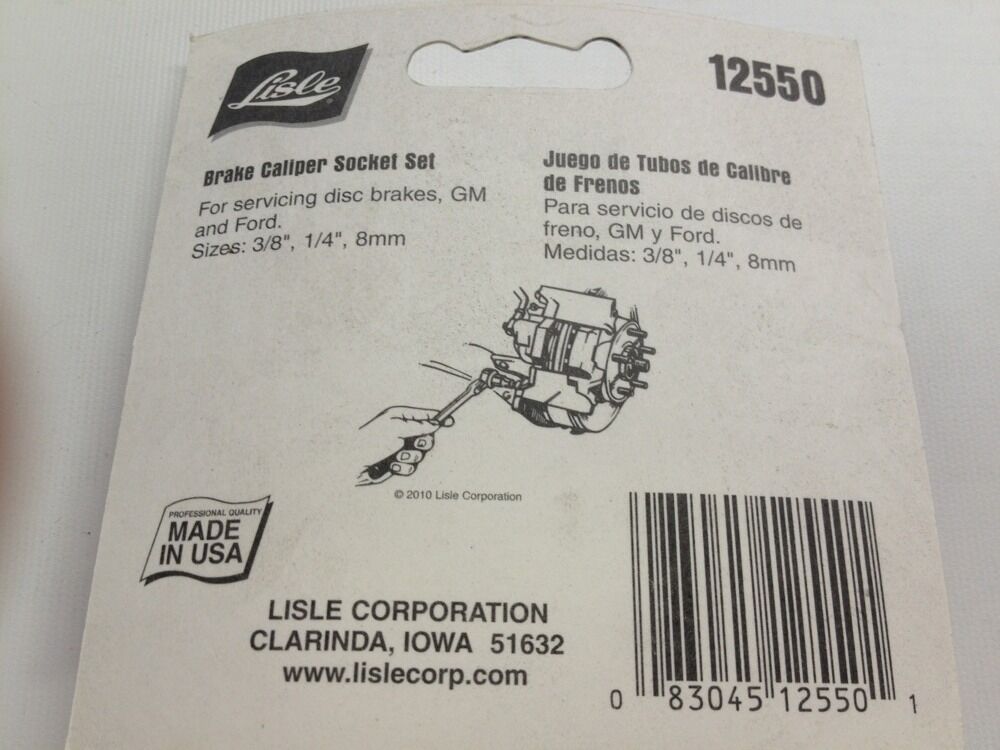 Lisle
12550
Brake Caliper Socket Set
For servicing disc brakes, GM
and Ford.
Sizes: 3/8", 1/4", 8mm
Juego de Tubos de Calibre
de Frenos
Para servicio de discos de
freno, GM y Ford.
Medidas: 3/8", 1/4", 8mm
© 2010 Lisle Corporation
PROFESSIONAL QUALITY
MADE
IN USA
LISLE CORPORATION
CLARINDA, IOWA 51632
www.lislecorp.com
0 83045 12550 1